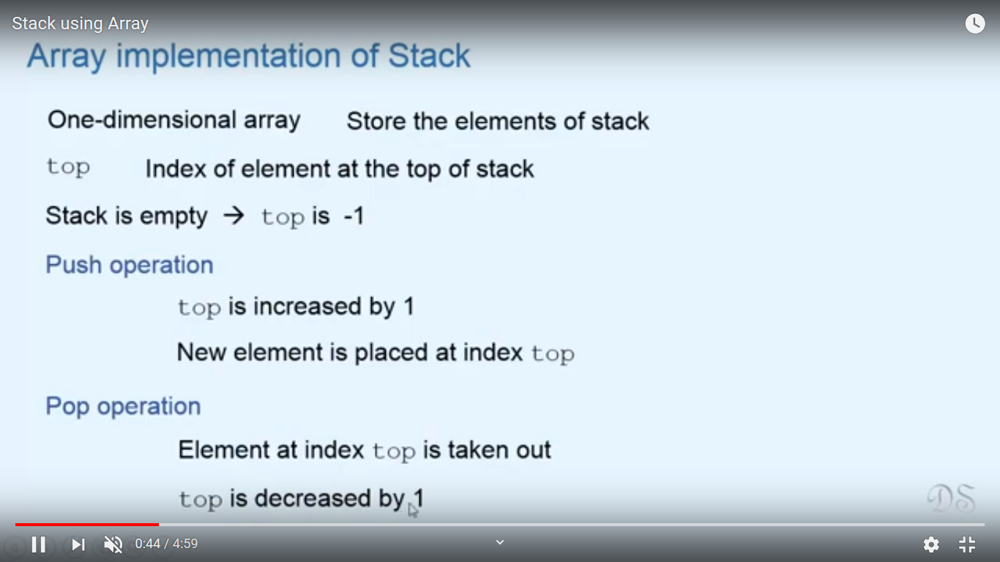 Stack using Array
Array implementation of Stack
One-dimensional array Store the elements of stack
top Index of element at the top of stack
Stack is empty → top is -1
Push operation
top is increased by 1
New element is placed at index top
Pop operation
Element at index top is taken out
top is decreased by 1
DS
0:44 / 4:59